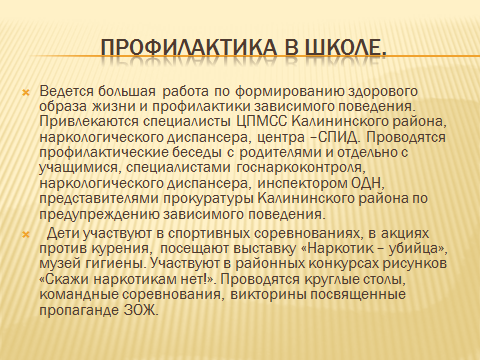 ПРОФИЛАКТИКА В ШКОЛЕ.
Ведется большая работа по формированию здорового
образа жизни и профилактики зависимого поведения.
Привлекаются специалисты ЦПМСС Калининского района,
наркологического диспансера, центра –СПИД. Проводятся
профилактические беседы с родителями и отдельно с
учащимися, специалистами госнаркоконтроля,
наркологического диспансера, инспектором ОДН,
представителями прокуратуры Калининского района по
предупреждению зависимого поведения.
Дети участвуют в спортивных соревнованиях, в акциях
против курения, посещают выставку «Наркотик – убийца»,
музей гигиены. Участвуют в районных конкурсах рисунков
«Скажи наркотикам нет!». Проводятся круглые столы,
командные соревнования, викторины посвященные
пропаганде ЗОЖ.